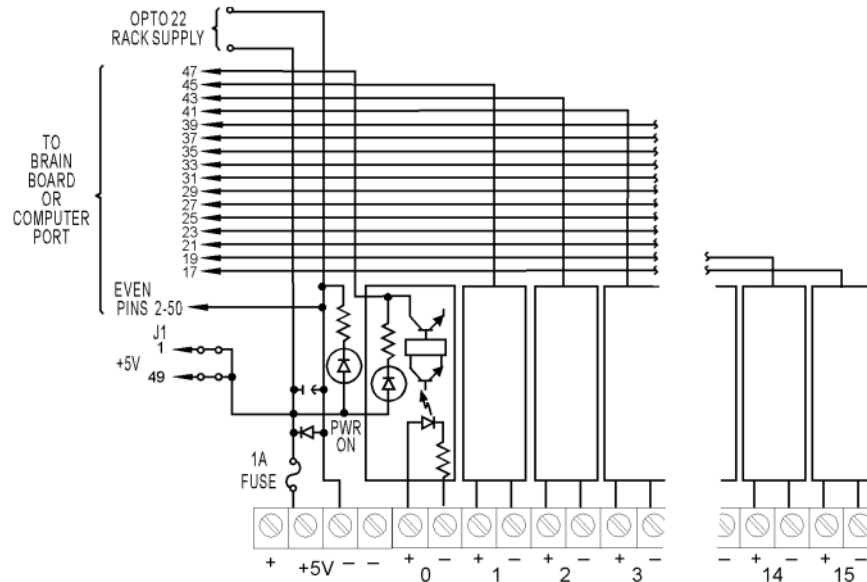 OPTO 22
RACK SUPPLY
47
45
43
41
39
37
35
33
31
29
27
25
23
21
19
17
TO
BRAIN
BOARD
OR
COMPUTER
PORT
EVEN
PINS 2-50
J1
1
+5V
49
PWR
ON
1A
FUSE
+ +5V – – + – + – + – + – – + – + –
0 1 2 3 14 15